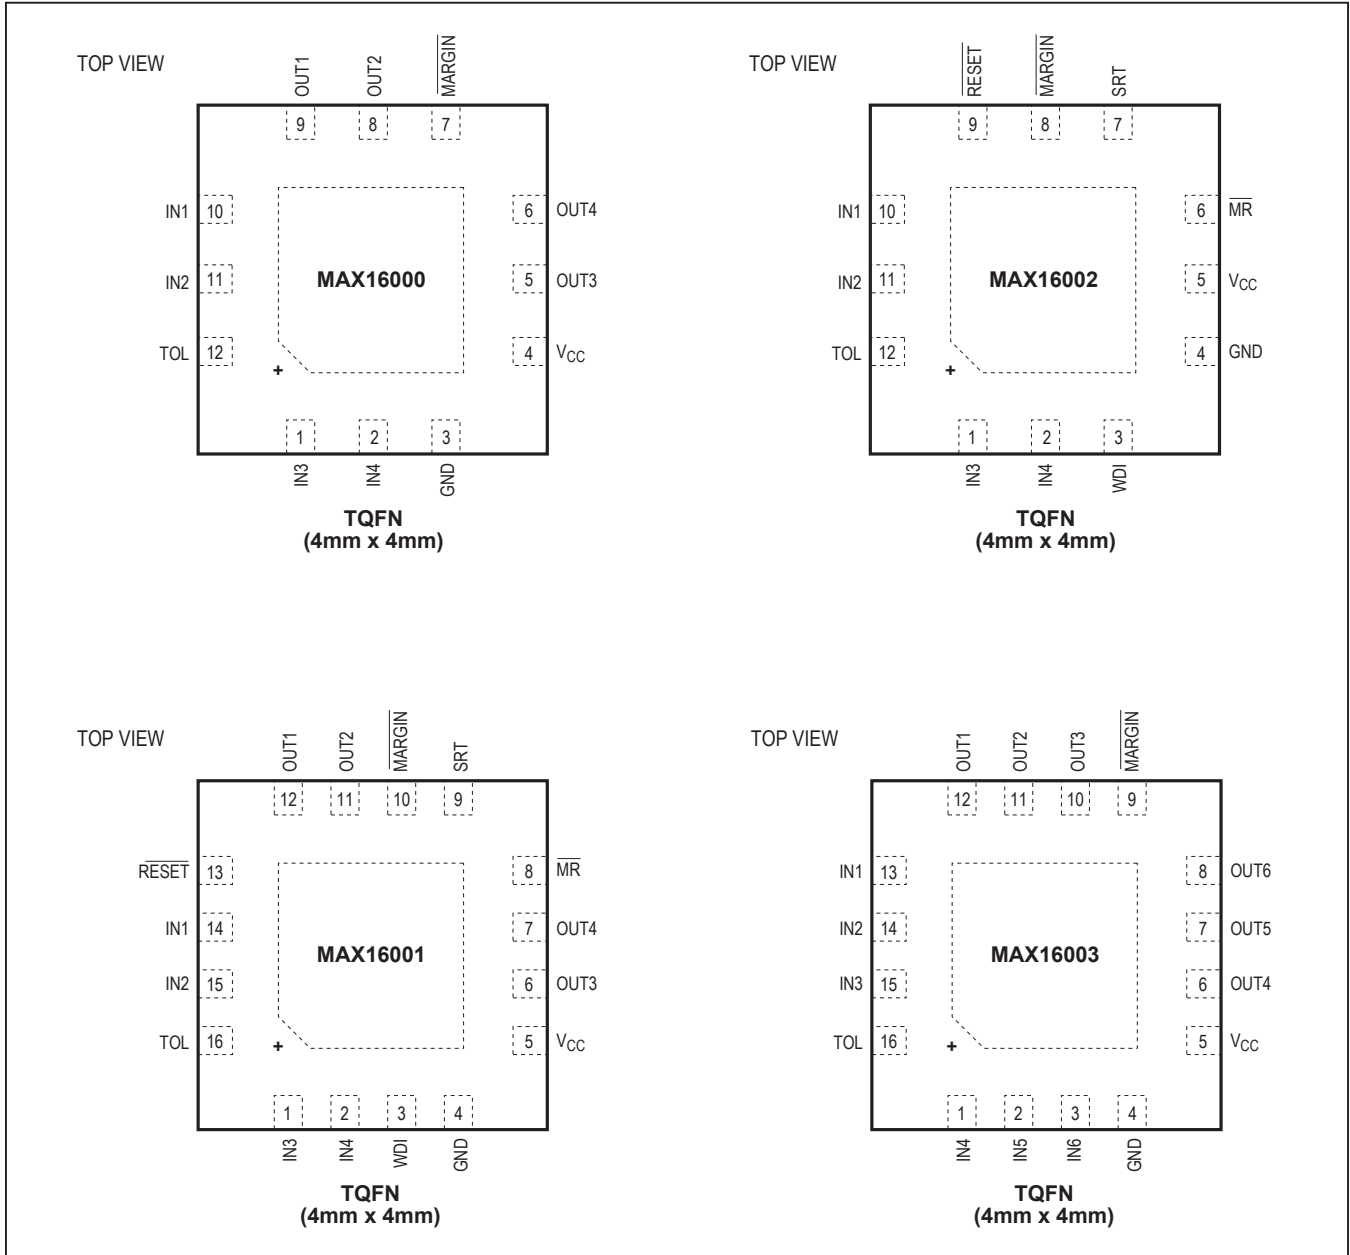 TOP VIEW
OUT1
OUT2
MARGIN
9
8
7
IN1 10
6 OUT4
IN2 11
MAX16000
5 OUT3
TOL 12
4 VCC
+
1
2
3
IN3
IN4
GND
TQFN
(4mm x 4mm)
TOP VIEW
RESET
MARGIN
SRT
9
8
7
IN1 10
6 MR
IN2 11
MAX16002
5 VCC
TOL 12
4 GND
+
1
2
3
IN3
IN4
WDI
TQFN
(4mm x 4mm)
TOP VIEW
OUT1
OUT2
MARGIN
SRT
12
11
10
9
RESET 13
8 MR
IN1 14
7 OUT4
MAX16001
IN2 15
6 OUT3
TOL 16
5 VCC
+
1
2
3
4
IN3
IN4
WDI
GND
TQFN
(4mm x 4mm)
TOP VIEW
OUT1
OUT2
OUT3
MARGIN
12
11
10
9
IN1 13
8 OUT6
IN2 14
7 OUT5
MAX16003
IN3 15
6 OUT4
TOL 16
5 VCC
+
1
2
3
4
IN4
IN5
IN6
GND
TQFN
(4mm x 4mm)